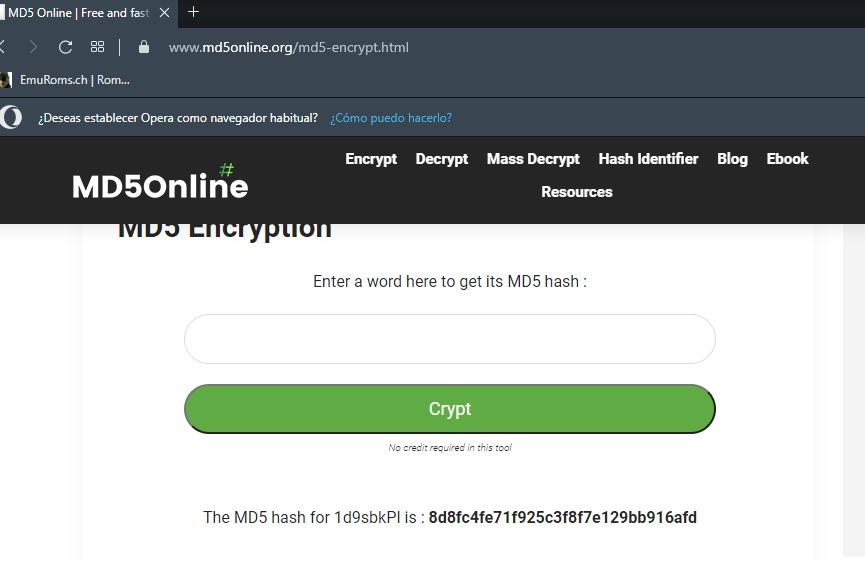 MD5 Online | Free and fast
www.md5online.org/md5-encrypt.html
EmuRoms.ch | Rom...
¿Deseas establecer Opera como navegador habitual? ¿Cómo puedo hacerlo?
MD5Online#
Encrypt Decrypt Mass Decrypt Hash Identifier Blog Ebook
Resources
MD5 Encryption
Enter a word here to get its MD5 hash :
Crypt
No credit required in this tool
The MD5 hash for 1d9sbkPl is : 8d8fc4fe71f925c3f8f7e129bb916afd